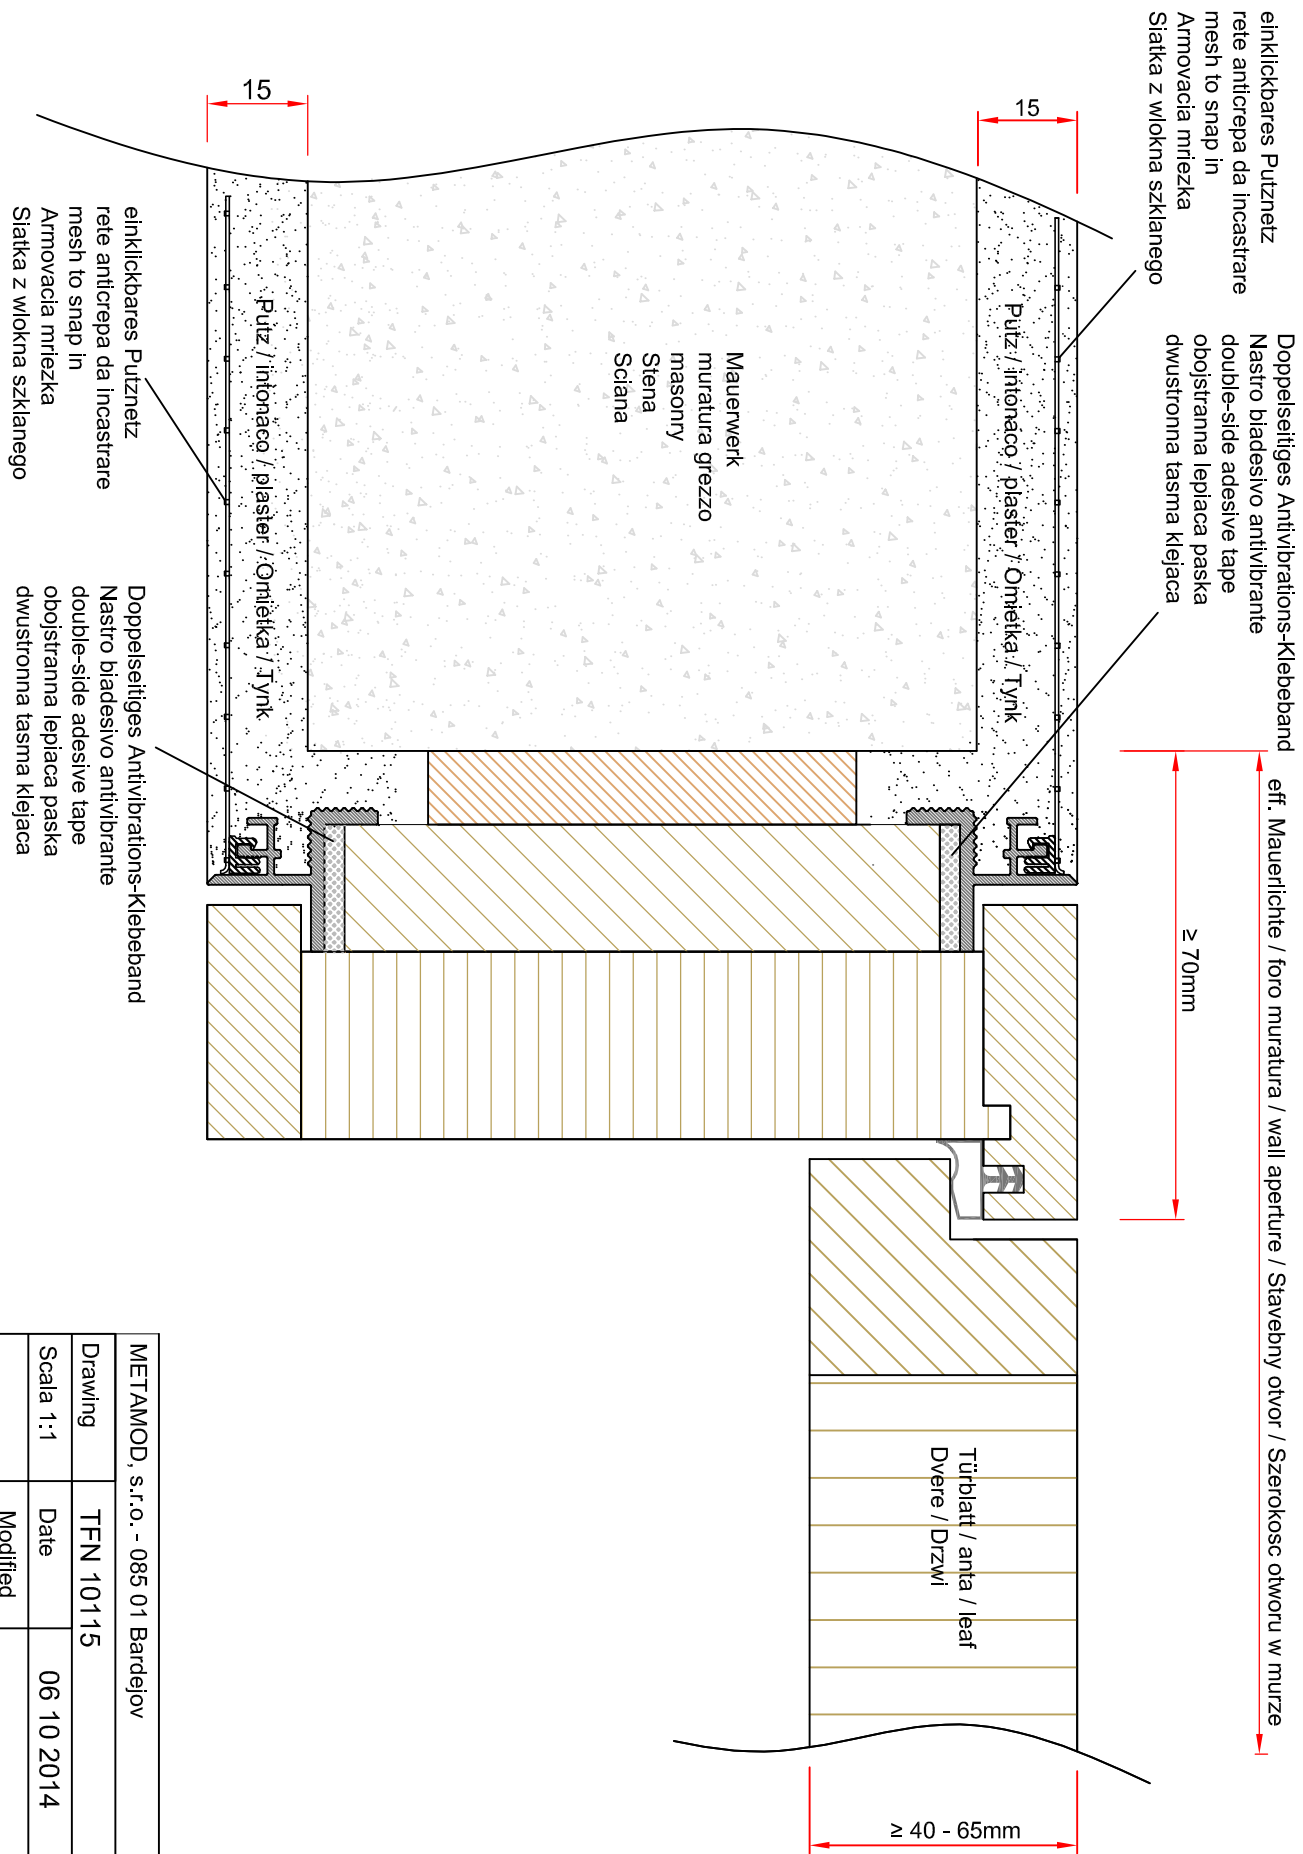 einklickbares Putznetz
rete anticrepa da incastrare
mesh to snap in
Armovacia mriezka
Siatka z wlokna szklanego
Doppelseitiges Antivibrations-Klebeband
Nastro biadesivo antivibrante
double-side adesive tape
obojstranna lepiaca paska
dwustronna tasma klejaca
eff. Mauerlichte / foro muratura / wall aperture / Stavebny otvor / Szerokosc otworu w murze
≥ 70mm
15
Putz / intonaco / plaster / Omietka / Tynk
Mauerwerk
muratura grezzo
masonry
Stena
Sciana
Türblatt / anta / leaf
Dvere / Drzwi
≥ 40 - 65mm
15
Putz / intonaco / plaster / Omietka / Tynk
einklickbares Putznetz
rete anticrepa da incastrare
mesh to snap in
Armovacia mriezka
Siatka z wlokna szklanego
Doppelseitiges Antivibrations-Klebeband
Nastro biadesivo antivibrante
double-side adesive tape
obojstranna lepiaca paska
dwustronna tasma klejaca
METAMOD, s.r.o. - 085 01 Bardejov
Drawing TFN 10115
Scala 1:1 Date 06 10 2014
Modified